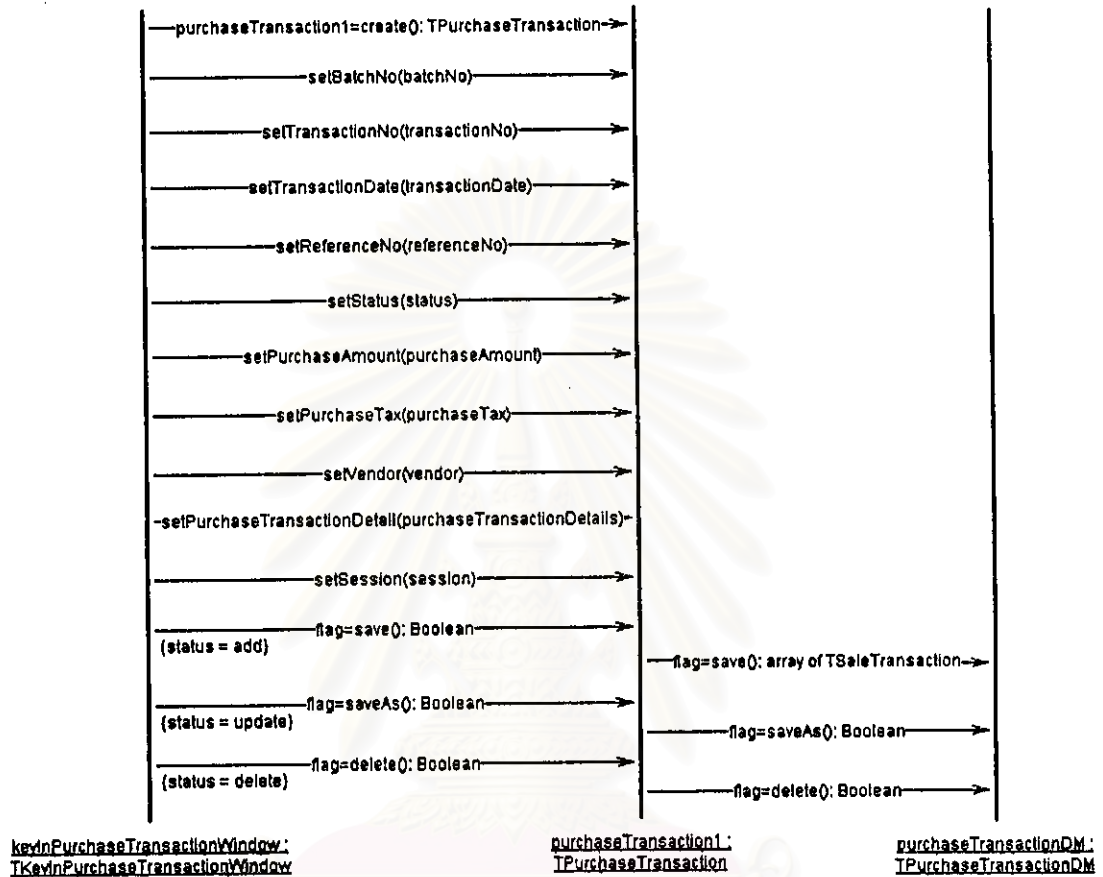 purchaseTransaction1=create(): TPurchaseTransaction
setBatchNo(batchNo)
setTransactionNo(transactionNo)
setTransactionDate(transactionDate)
setReferenceNo(referenceNo)
setStatus(status)
setPurchaseAmount(purchaseAmount)
setPurchaseTax(purchaseTax)
setVendor(vendor)
setPurchaseTransactionDetail(purchaseTransactionDetails)
setSession(session)
flag=save(): Boolean
{status = add}
flag=save(): array of TSaleTransaction
flag=saveAs(): Boolean
{status = update}
flag=saveAs(): Boolean
flag=delete(): Boolean
{status = delete}
flag=delete(): Boolean
keyInPurchaseTransactionWindow :
TKeyInPurchaseTransactionWindow
purchaseTransaction1 :
TPurchaseTransaction
purchaseTransactionDM :
TPurchaseTransactionDM